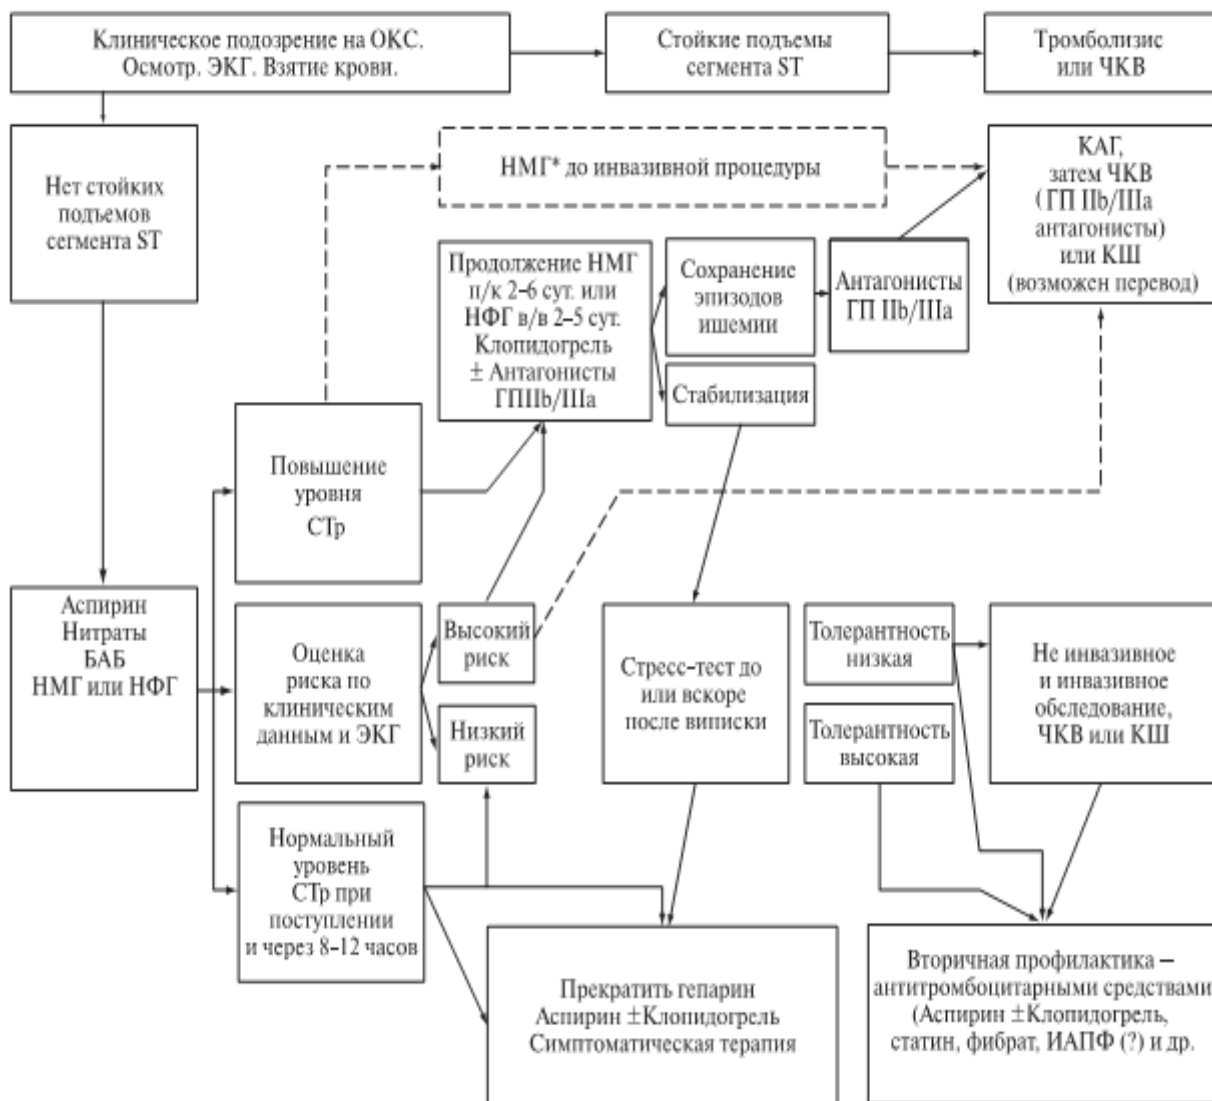 Клиническое подозрение на ОКС.
Осмотр. ЭКГ. Взятие крови.
Стойкие подъемы
сегмента ST
Тромболизис
или ЧКВ
Нет стойких
подъемов
сегмента ST
НМГ* до инвазивной процедуры
КАГ,
затем ЧКВ
( ГП IIb/IIIa
антагонисты)
или КШ
(возможен перевод)
Продолжение НМГ
п/к 2–6 сут. или
НФГ в/в 2–5 сут.
Клопидогрель
± Антагонисты
ГПIIb/IIIa
Сохранение
эпизодов
ишемии
Антагонисты
ГП IIb/IIIa
Стабилизация
Повышение
уровня
СТр
Аспирин
Нитраты
БАБ
НМГ или НФГ
Оценка
риска по
клиническим
данным и ЭКГ
Высокий
риск
Низкий
риск
Стресс-тест до
или вскоре
после виписки
Толерантность
низкая
Толерантность
высокая
Не инвазивное
и инвазивное
обследование,
ЧКВ или КШ
Нормальный
уровень
СТр при
поступлении
и через 8–12 часов
Прекратить гепарин
Аспирин ±Клопидогрель
Симптоматическая терапия
Вторичная профилактика –
антитромбоцитарными средствами
(Аспирин ±Клопидогрель,
статин, фибрат, ИАПФ (?) и др.